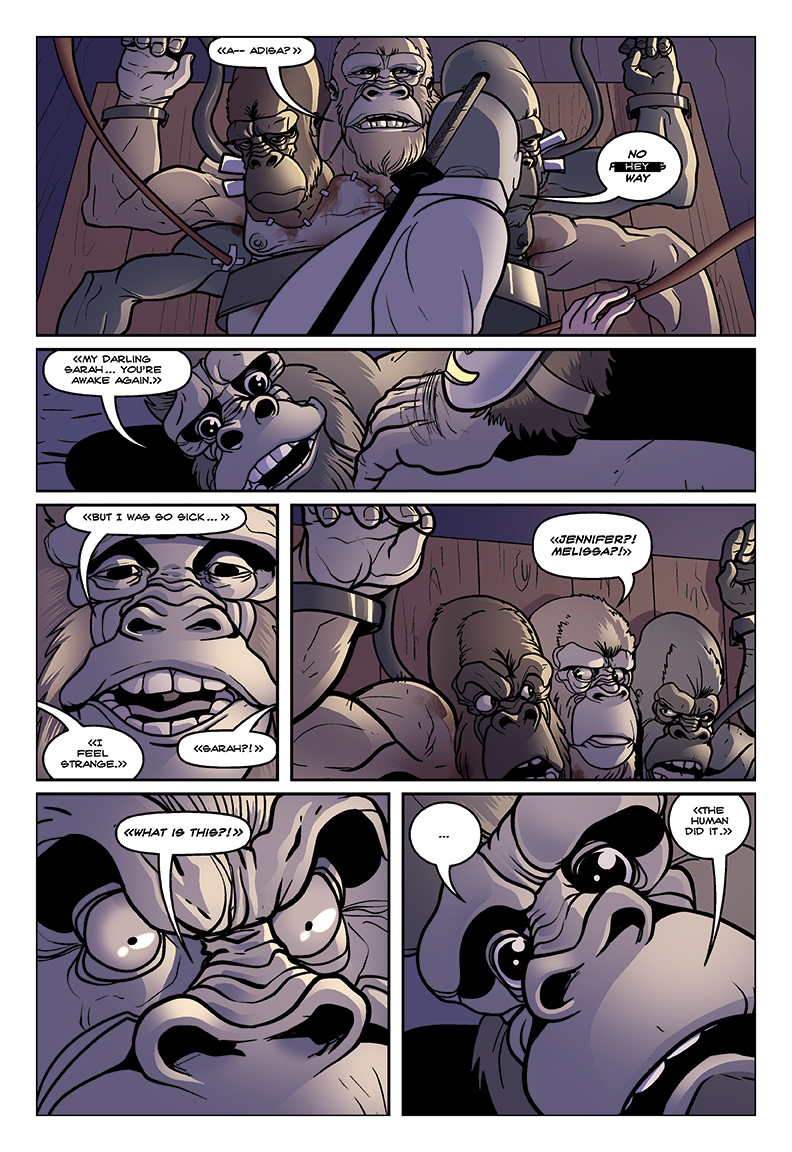 «A-- ADISA?»
NO
HEY
WAY
«MY DARLING
SARAH... YOU'RE
AWAKE AGAIN.»
«BUT I WAS SO SICK...»
«I
FEEL
STRANGE.»
«SARAH?!»
«JENNIFER?!
MELISSA?!»
«WHAT IS THIS?!»
...
«THE
HUMAN
DID IT.»